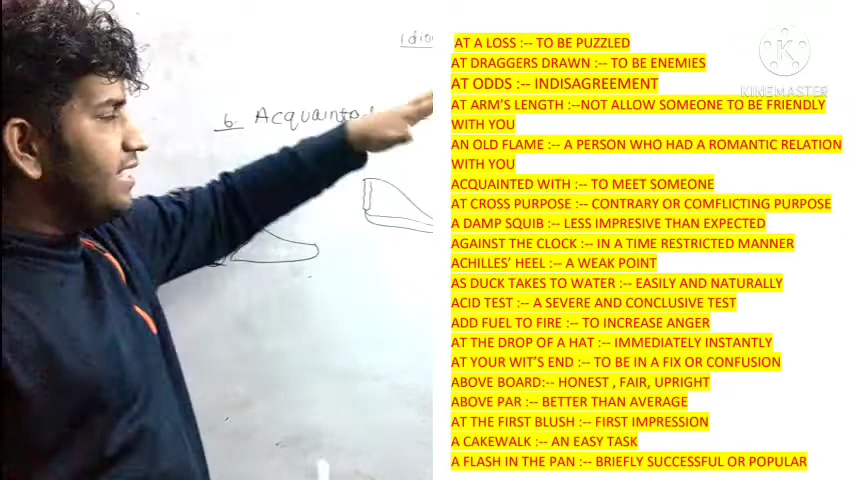 Idio
6. Acquainted
AT A LOSS :-- TO BE PUZZLED
AT DRAGGERS DRAWN :-- TO BE ENEMIES
AT ODDS :-- INDISAGREEMENT
AT ARM'S LENGTH :--NOT ALLOW SOMEONE TO BE FRIENDLY
WITH YOU
AN OLD FLAME :-- A PERSON WHO HAD A ROMANTIC RELATION
WITH YOU
ACQUAINTED WITH :-- TO MEET SOMEONE
AT CROSS PURPOSE :-- CONTRARY OR COMFLICTING PURPOSE
A DAMP SQUIB :-- LESS IMPRESIVE THAN EXPECTED
AGAINST THE CLOCK :-- IN A TIME RESTRICTED MANNER
ACHILLES' HEEL :-- A WEAK POINT
AS DUCK TAKES TO WATER :-- EASILY AND NATURALLY
ACID TEST :-- A SEVERE AND CONCLUSIVE TEST
ADD FUEL TO FIRE :-- TO INCREASE ANGER
AT THE DROP OF A HAT :-- IMMEDIATELY INSTANTLY
AT YOUR WIT'S END :-- TO BE IN A FIX OR CONFUSION
ABOVE BOARD:-- HONEST , FAIR, UPRIGHT
ABOVE PAR :-- BETTER THAN AVERAGE
AT THE FIRST BLUSH :-- FIRST IMPRESSION
A CAKEWALK :-- AN EASY TASK
A FLASH IN THE PAN :-- BRIEFLY SUCCESSFUL OR POPULAR
K
KINEMASTER